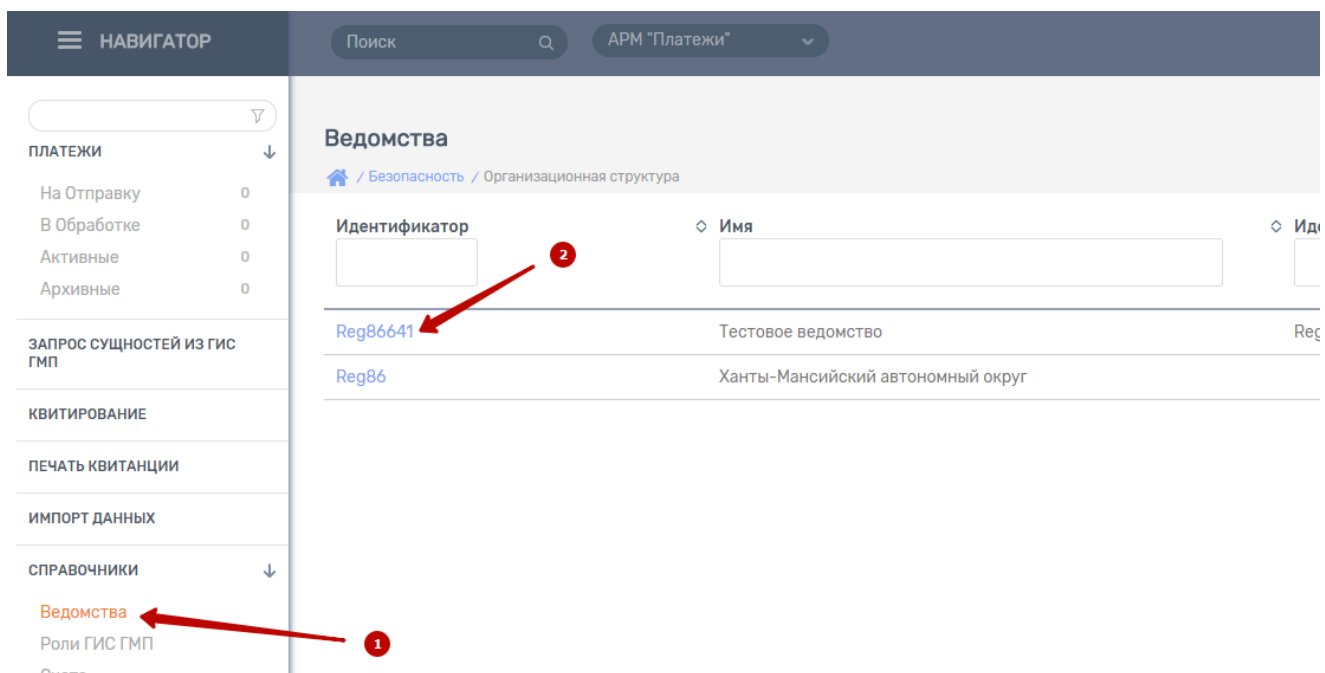 НАВИГАТОР
Поиск
АРМ "Платежи"
ПЛАТЕЖИ
На Отправку 0
В Обработке 0
Активные 0
Архивные 0
ЗАПРОС СУЩНОСТЕЙ ИЗ ГИС
ГМП
КВИТИРОВАНИЕ
ПЕЧАТЬ КВИТАНЦИИ
ИМПОРТ ДАННЫХ
СПРАВОЧНИКИ
Ведомства
Роли ГИС ГМП
Ведомства
/ Безопасность / Организационная структура
Идентификатор Имя
2
Reg86641 Тестовое ведомство
Reg86 Ханты-Мансийский автономный округ
1